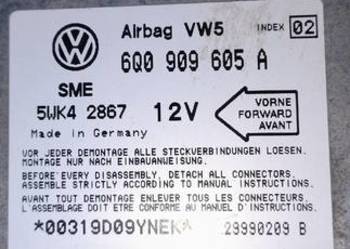 Airbag VW5 INDEX 02
6Q0 909 605 A
SME
5WK4 2867 12V
VORNE
FORWARD
AVANT
Made in Germany
VOR JEDER DEMONTAGE ALLE STECKVERBINDUNGEN LOESEN.
MONTAGE NUR NACH EINBAUANWEISUNG.
BEFORE EVERY DISASSEMBLY, DETACH ALL CONNECTORS.
ASSEMBLE STRICTLY ACCORDING TO MANUAL INSTRUCTIONS.
AVANT TOUT DEMONTAGE ENLEVER TOUS LES CONNECTEURS.
L'ASSEMBLAGE DOIT ETRE CONFORME AU MANUEL D'INSTRUCTIONS.
*00319D09YNEK* 29990209 B